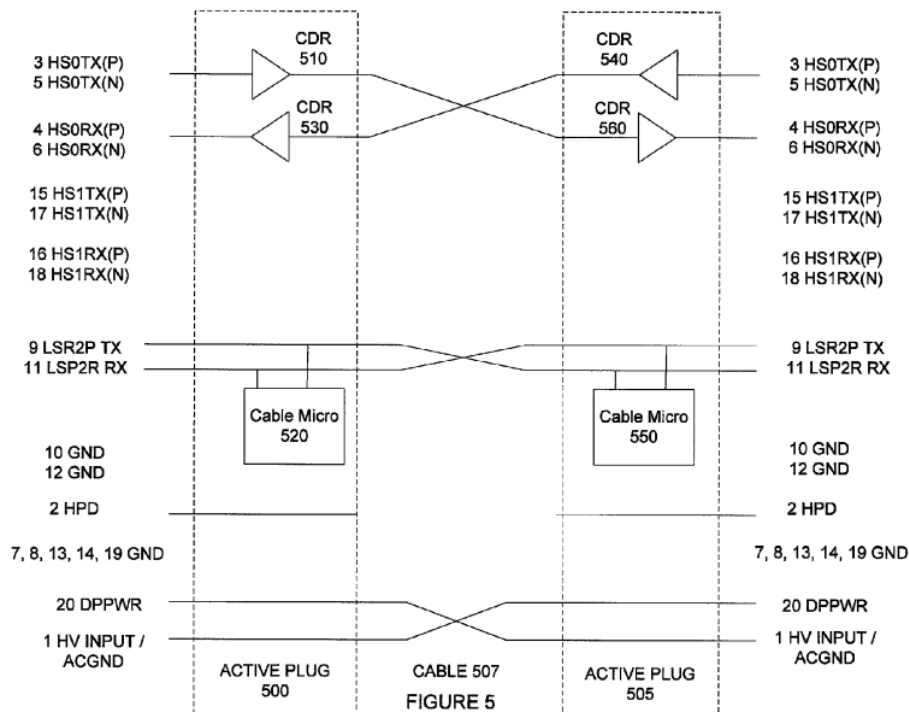 3 HS0TX(P)
5 HS0TX(N)
CDR
510
CDR
540
3 HS0TX(P)
5 HS0TX(N)
4 HS0RX(P)
6 HS0RX(N)
CDR
530
CDR
560
4 HS0RX(P)
6 HS0RX(N)
15 HS1TX(P)
17 HS1TX(N)
15 HS1TX(P)
17 HS1TX(N)
16 HS1RX(P)
18 HS1RX(N)
16 HS1RX(P)
18 HS1RX(N)
9 LSR2P TX
11 LSP2R RX
9 LSR2P TX
11 LSP2R RX
Cable Micro
520
Cable Micro
550
10 GND
12 GND
10 GND
12 GND
2 HPD
2 HPD
7, 8, 13, 14, 19 GND
7, 8, 13, 14, 19 GND
20 DPPWR
20 DPPWR
1 HV INPUT /
ACGND
1 HV INPUT /
ACGND
ACTIVE PLUG
500
CABLE 507
ACTIVE PLUG
505
FIGURE 5